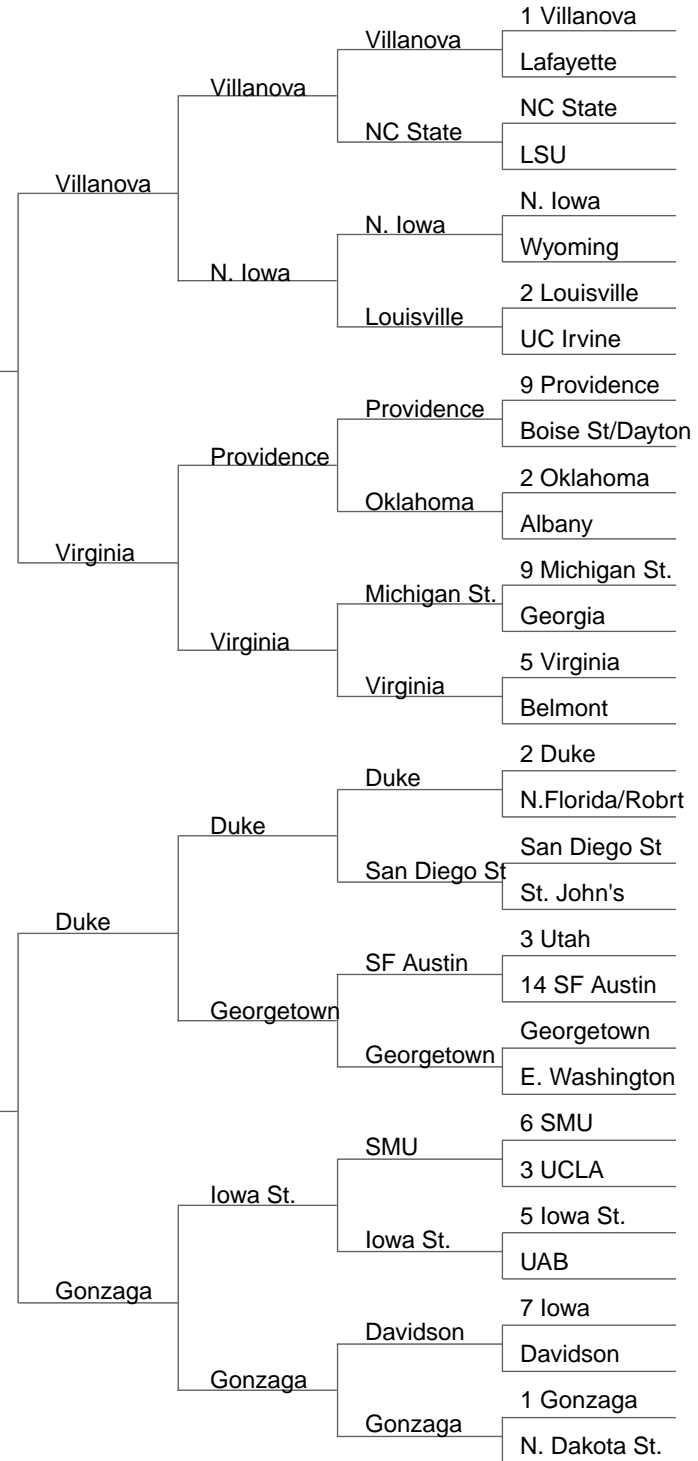 1 Villanova
Villanova
Lafayette
Villanova
NC State
NC State
LSU
Villanova
N. Iowa
N. Iowa
Wyoming
N. Iowa
2 Louisville
Louisville
UC Irvine
9 Providence
Providence
Boise St/Dayton
Providence
2 Oklahoma
Oklahoma
Albany
Virginia
9 Michigan St.
Michigan St.
Georgia
Virginia
5 Virginia
Virginia
Belmont
2 Duke
Duke
N.Florida/Robrt
Duke
San Diego St
San Diego St
St. John's
Duke
3 Utah
SF Austin
14 SF Austin
Georgetown
Georgetown
Georgetown
E. Washington
6 SMU
SMU
3 UCLA
Iowa St.
5 Iowa St.
Iowa St.
UAB
Gonzaga
7 Iowa
Davidson
Davidson
Gonzaga
1 Gonzaga
Gonzaga
N. Dakota St.